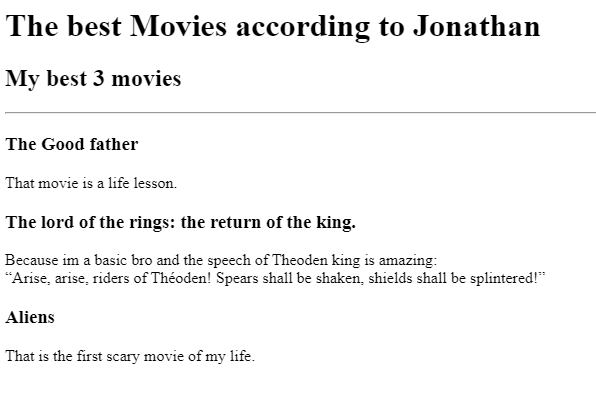 The best Movies according to Jonathan
My best 3 movies
The Good father
That movie is a life lesson.
The lord of the rings: the return of the king.
Because im a basic bro and the speech of Theoden king is amazing:
“Arise, arise, riders of Théoden! Spears shall be shaken, shields shall be splintered!”
Aliens
That is the first scary movie of my life.